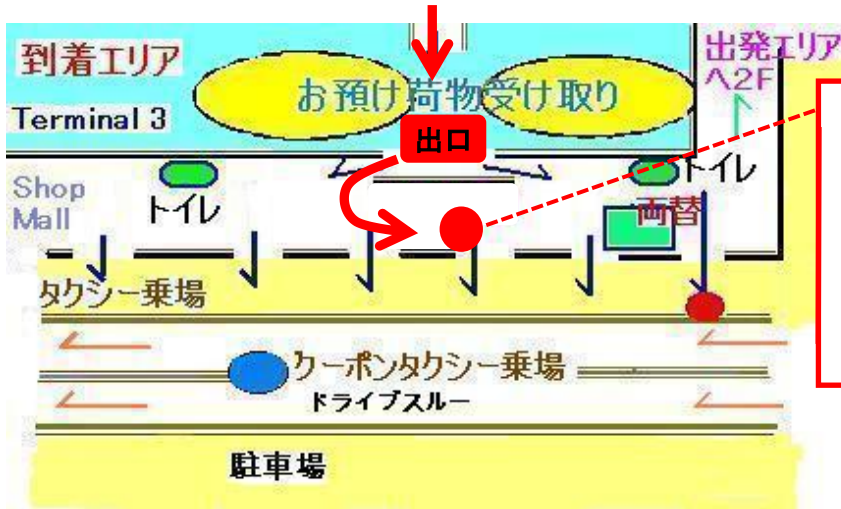 到着エリア
Terminal 3
お預け荷物受け取り
出口
出発エリア
へ2F
Shop
Mall
トイレ
トイレ
両替
タクシー乗場
クーポンタクシー乗場
ドライブスルー
駐車場